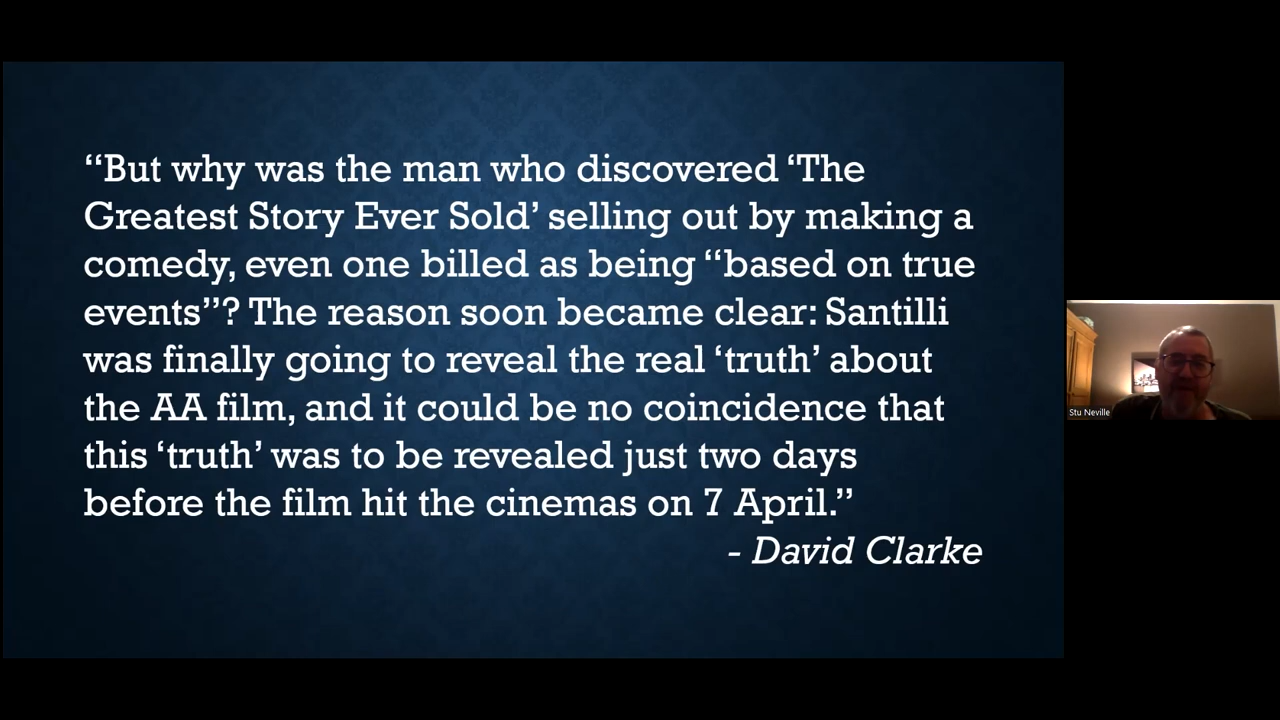 “But why was the man who discovered ‘The
Greatest Story Ever Sold’ selling out by making a
comedy, even one billed as being “based on true
events”? The reason soon became clear: Santilli
was finally going to reveal the real ‘truth’ about
the AA film, and it could be no coincidence that
this ‘truth’ was to be revealed just two days
before the film hit the cinemas on 7 April.”
- David Clarke
Stu Neville